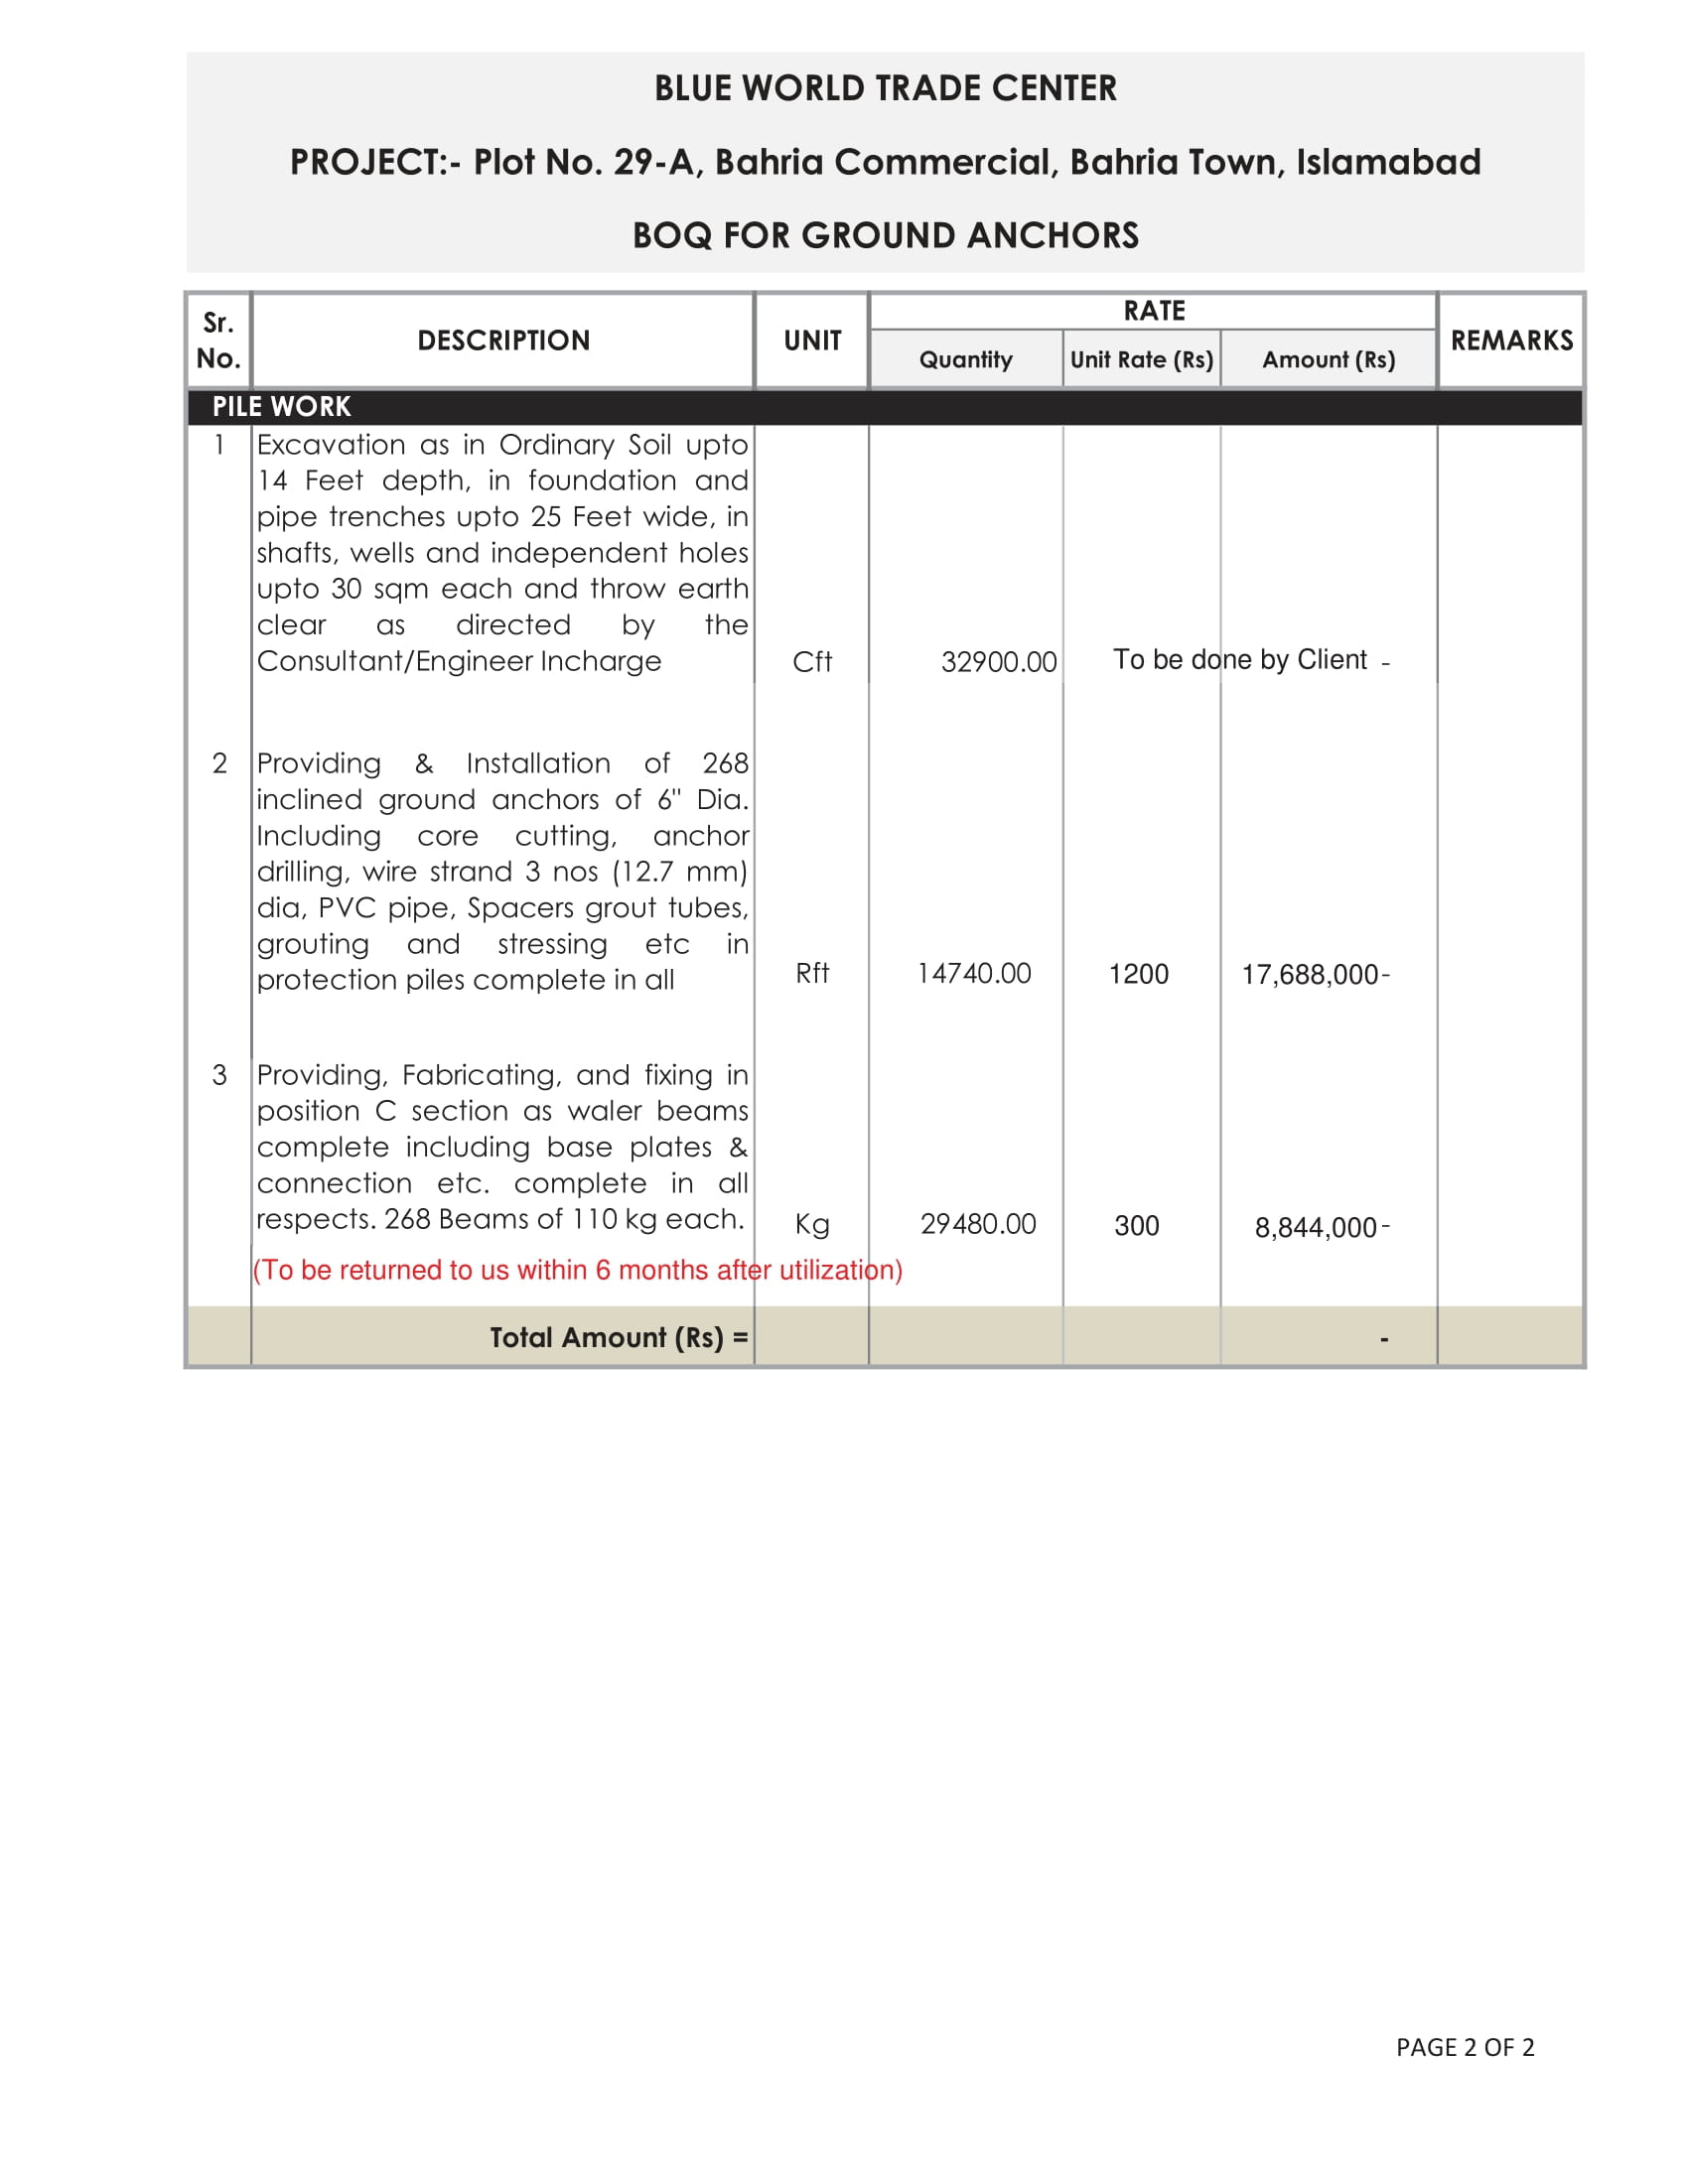 BLUE WORLD TRADE CENTER
PROJECT:- Plot No. 29-A, Bahria Commercial, Bahria Town, Islamabad
BOQ FOR GROUND ANCHORS
Sr. No. DESCRIPTION UNIT RATE REMARKS
Quantity Unit Rate (Rs) Amount (Rs)
PILE WORK
1 Excavation as in Ordinary Soil upto
14 Feet depth, in foundation and
pipe trenches upto 25 Feet wide, in
shafts, wells and independent holes
upto 30 sqm each and throw earth
clear as directed by the
Consultant/Engineer Incharge Cft 32900.00 To be done by Client -
2 Providing & Installation of 268
inclined ground anchors of 6" Dia.
Including core cutting, anchor
drilling, wire strand 3 nos (12.7 mm)
dia, PVC pipe, Spacers grout tubes,
grouting and stressing etc in
protection piles complete in all Rft 14740.00 1200 17,688,000-
3 Providing, Fabricating, and fixing in
position C section as waler beams
complete including base plates &
connection etc. complete in all
respects. 268 Beams of 110 kg each. Kg 29480.00 300 8,844,000-
(To be returned to us within 6 months after utilization)
Total Amount (Rs) = -
PAGE 2 OF 2